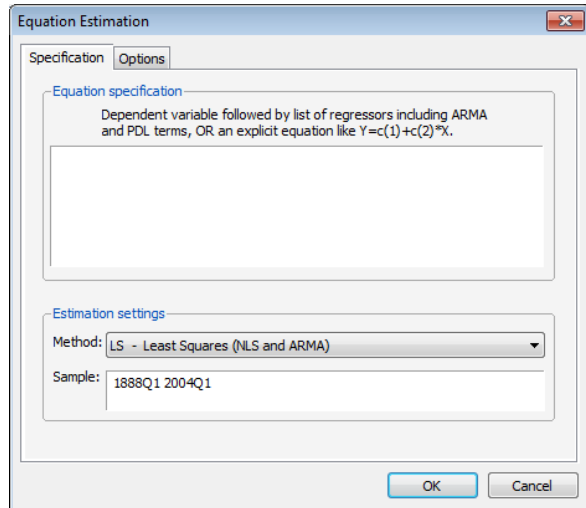 Equation Estimation
Specification Options
Equation specification
Dependent variable followed by list of regressors including ARMA
and PDL terms, OR an explicit equation like Y=c(1)+c(2)*X.
Estimation settings
Method: LS - Least Squares (NLS and ARMA)
Sample: 1888Q1 2004Q1
OK Cancel